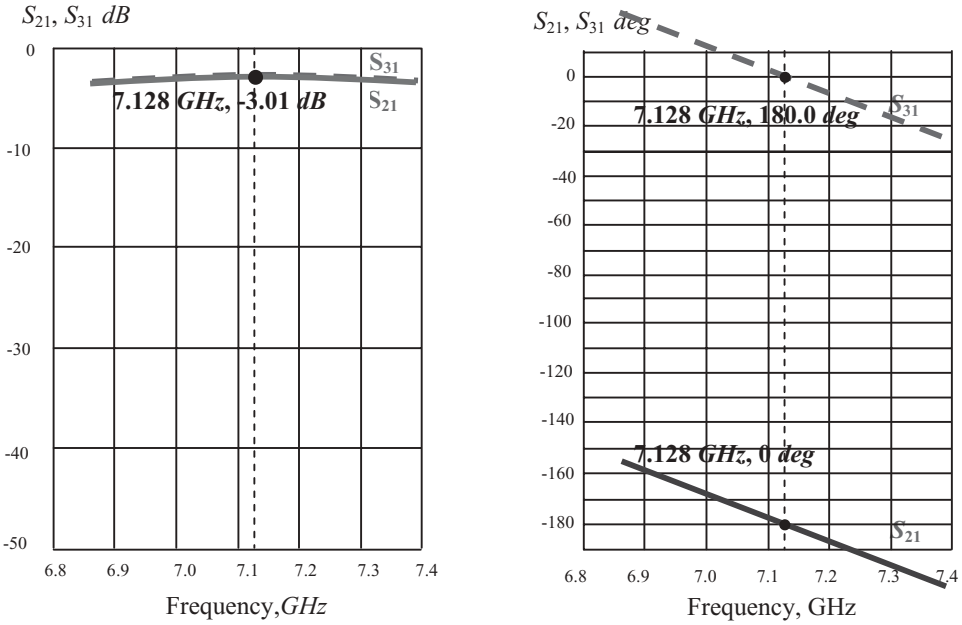 S₂₁, S₃₁ dB
0
-10
-20
-30
-40
-50
S₃₁
S₂₁
7.128 GHz, -3.01 dB
6.8 6.9 7.0 7.1 7.2 7.3 7.4
Frequency,GHz
S₂₁, S₃₁ deg
0
-20
-40
-60
-80
-100
-120
-140
-160
-180
S₃₁
7.128 GHz, 180.0 deg
7.128 GHz, 0 deg
S₂₁
6.8 6.9 7.0 7.1 7.2 7.3 7.4
Frequency, GHz